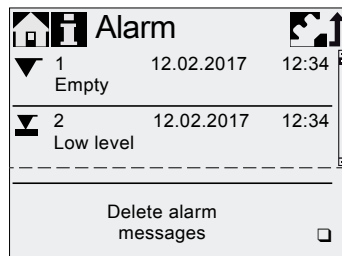 Alarm
1 12.02.2017 12:34
Empty
2 12.02.2017 12:34
Low level
Delete alarm
messages